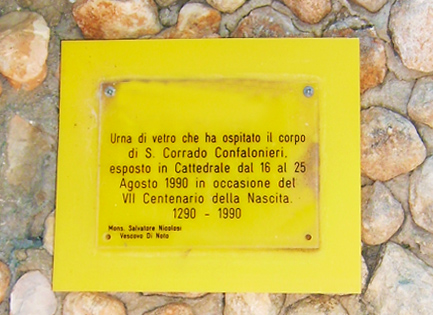 Urna di vetro che ha ospitato il corpo
di S. Corrado Confalonieri,
esposto in Cattedrale dal 16 al 25
Agosto 1990 in occasione del
VII Centenario della Nascita.
1290 - 1990
Mons. Salvatore Nicolosi
Vescovo Di Noto